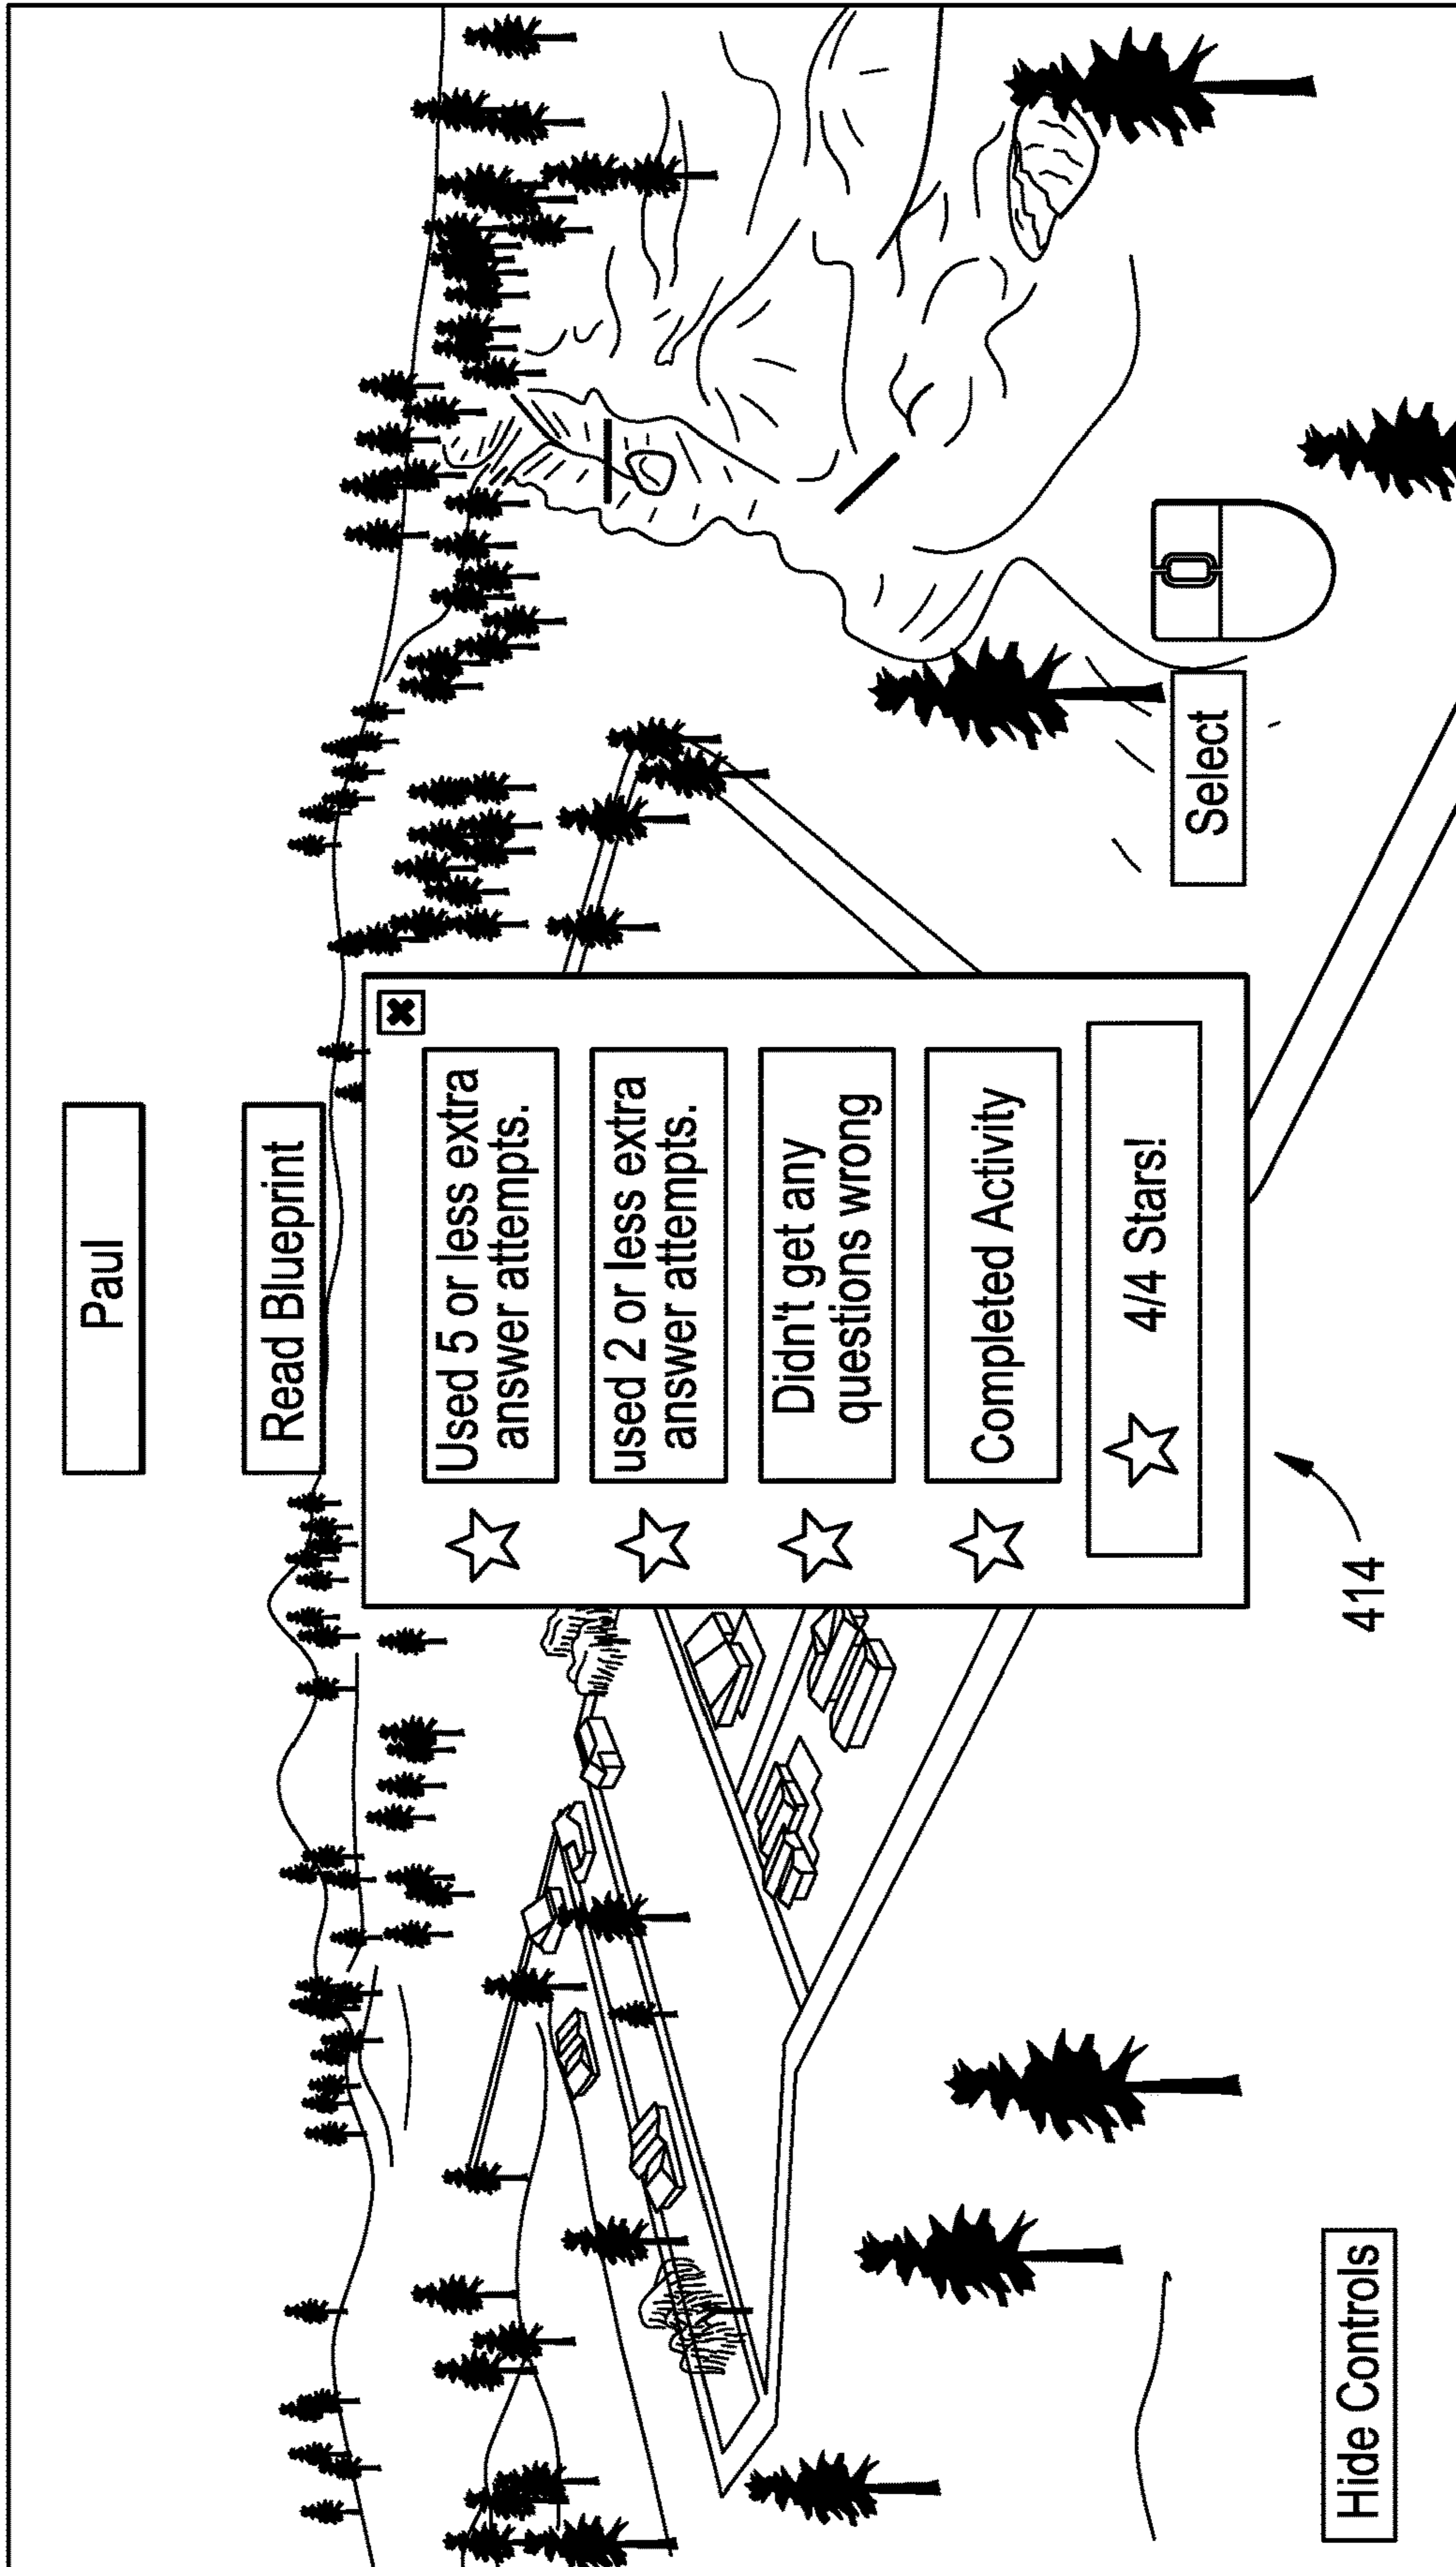 Paul
Read Blueprint
Used 5 or less extra
answer attempts.
used 2 or less extra
answer attempts.
Didn't get any
questions wrong
Completed Activity
4/4 Stars!
414
Select
Hide Controls